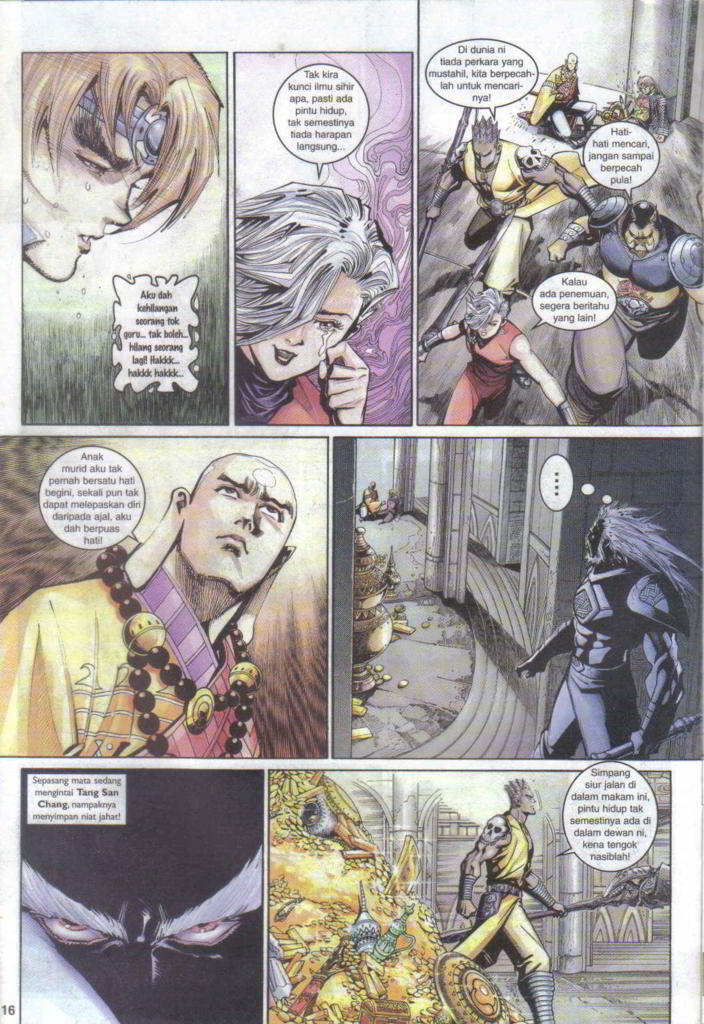 Aku dah
kehilangan
seorang tok
guru... tak boleh..
hilang seorang
lagi! Hakkk...
hakkk hakkk...
Tak kira
kunci ilmu sihir
apa, pasti ada
pintu hidup,
tak semestinya
tiada harapan
langsung...
Di dunia ni
tiada perkara yang
mustahil, kita berpecah-
lah untuk mencari-
nya!
Hati-
hati mencari,
jangan sampai
berpecah
pula!
Kalau
ada penemuan,
segera beritahu
yang lain!
Anak
murid aku tak
pernah bersatu hati
begini, sekali pun tak
dapat melepaskan diri
daripada ajal, aku
dah berpuas
hati!
....
Sepasang mata sedang
mengintai Tang San
Chang, nampaknya
menyimpan niat jahat!
Simpang
siur jalan di
dalam makam ini,
pintu hidup tak
semestinya ada di
dalam dewan ni,
kena tengok
nasiblah!
16